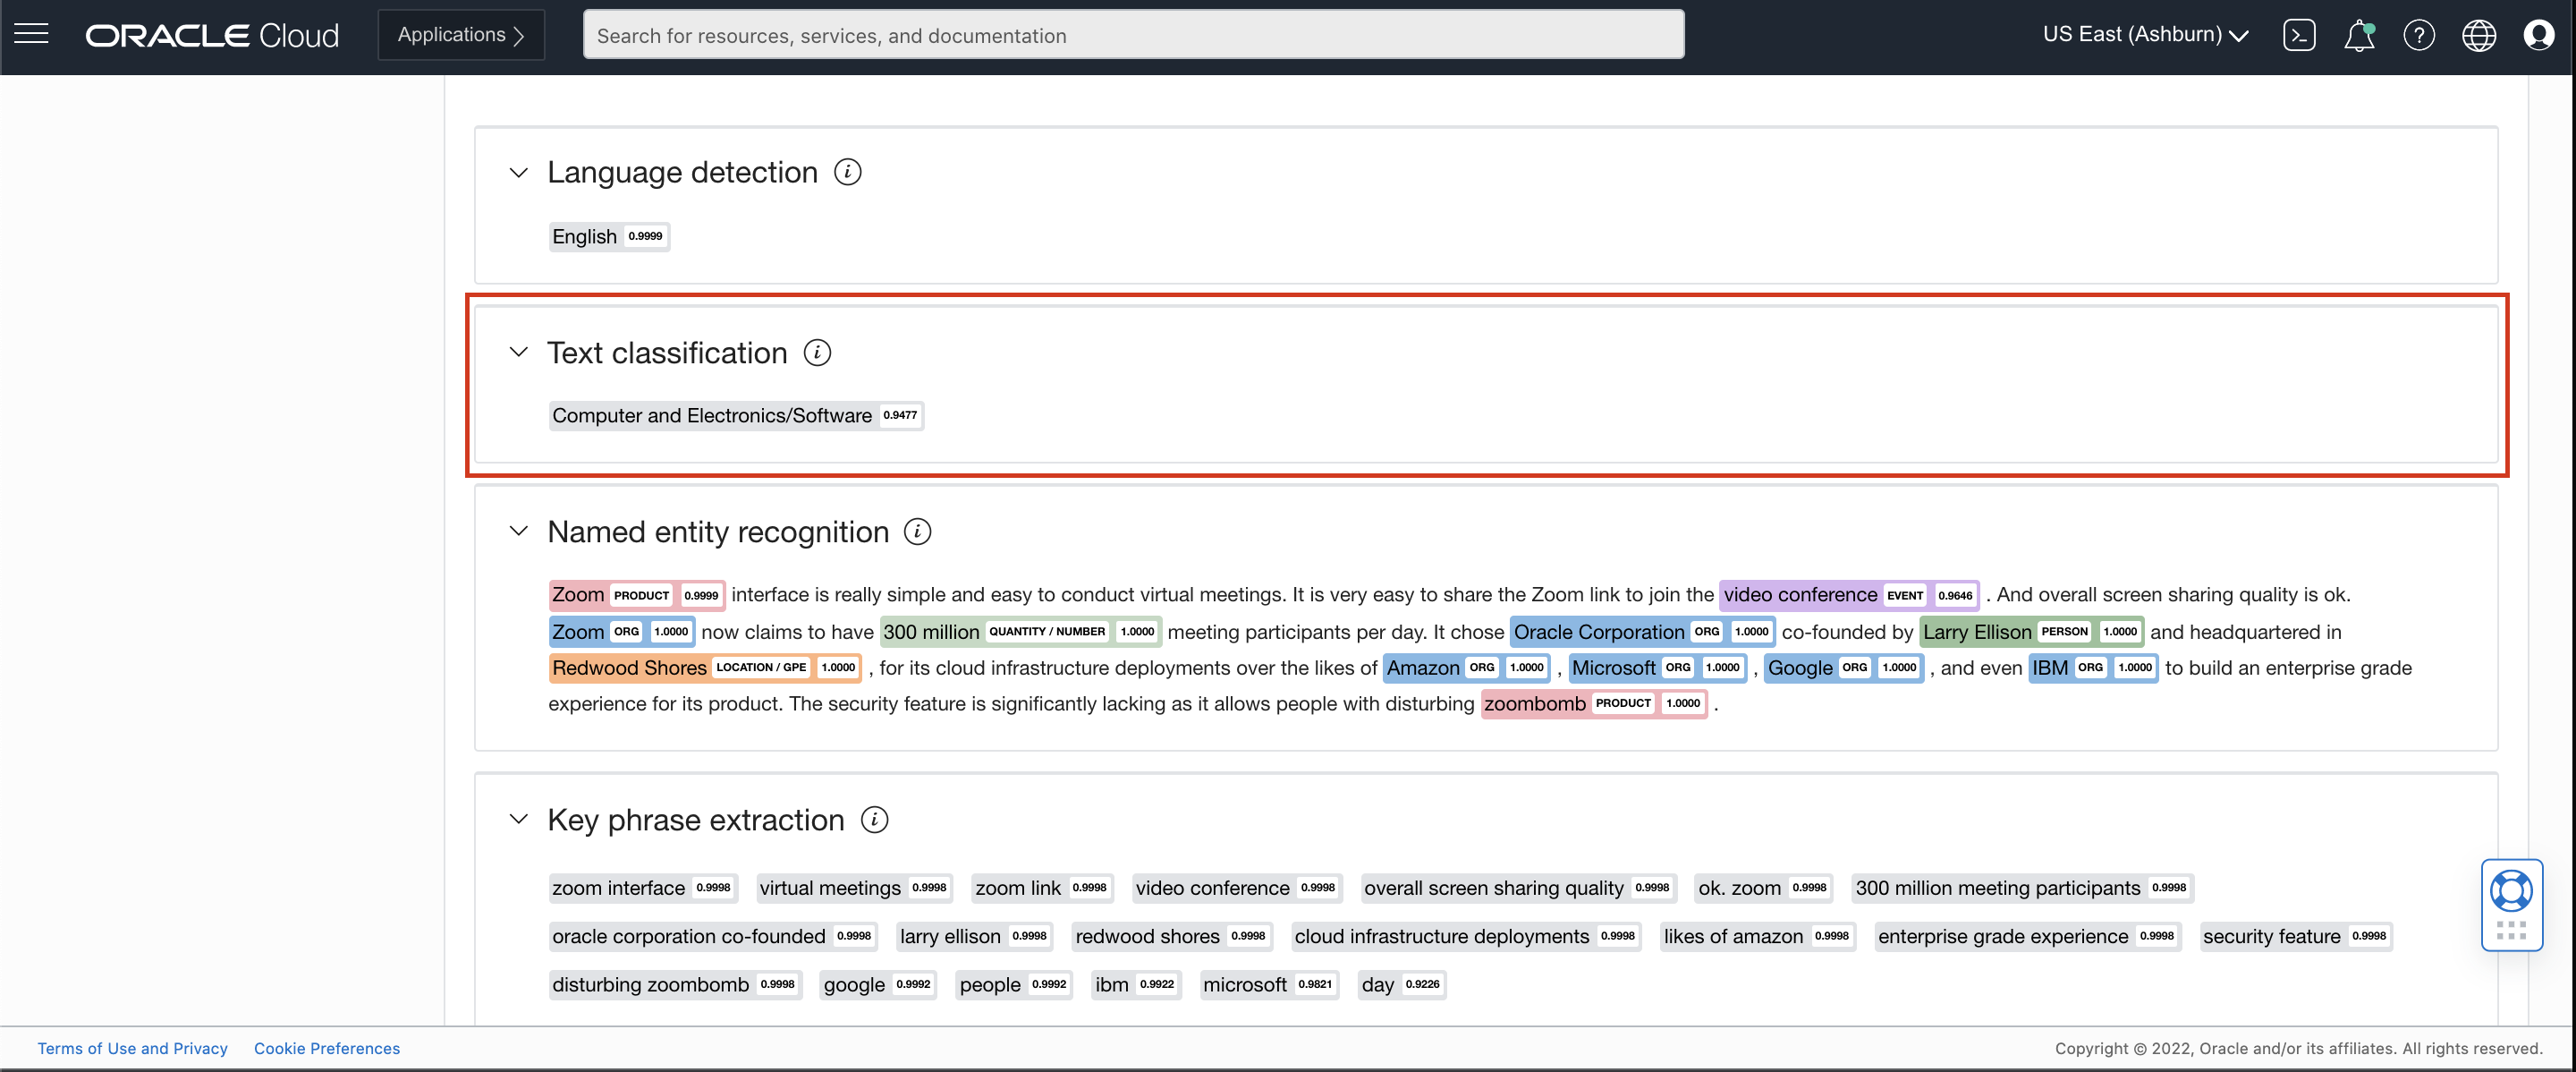 ORACLE Cloud Applications Search for resources, services, and documentation US East (Ashburn)
Language detection
English 0.9999
Text classification
Computer and Electronics/Software 0.9477
Named entity recognition
Zoom PRODUCT 0.9999 interface is really simple and easy to conduct virtual meetings. It is very easy to share the Zoom link to join the video conference EVENT 0.9646 . And overall screen sharing quality is ok.
Zoom ORG 1.0000 now claims to have 300 million QUANTITY / NUMBER 1.0000 meeting participants per day. It chose Oracle Corporation ORG 1.0000 co-founded by Larry Ellison PERSON 1.0000 and headquartered in
Redwood Shores LOCATION / GPE 1.0000 , for its cloud infrastructure deployments over the likes of Amazon ORG 1.0000 , Microsoft ORG 1.0000 , Google ORG 1.0000 , and even IBM ORG 1.0000 to build an enterprise grade
experience for its product. The security feature is significantly lacking as it allows people with disturbing zoombomb PRODUCT 1.0000 .
Key phrase extraction
zoom interface 0.9998 virtual meetings 0.9998 zoom link 0.9998 video conference 0.9998 overall screen sharing quality 0.9998 ok. zoom 0.9998 300 million meeting participants 0.9998
oracle corporation co-founded 0.9998 larry ellison 0.9998 redwood shores 0.9998 cloud infrastructure deployments 0.9998 likes of amazon 0.9998 enterprise grade experience 0.9998 security feature 0.9998
disturbing zoombomb 0.9998 google 0.9992 people 0.9992 ibm 0.9922 microsoft 0.9821 day 0.9226
Terms of Use and Privacy Cookie Preferences Copyright © 2022, Oracle and/or its affiliates. All rights reserved.